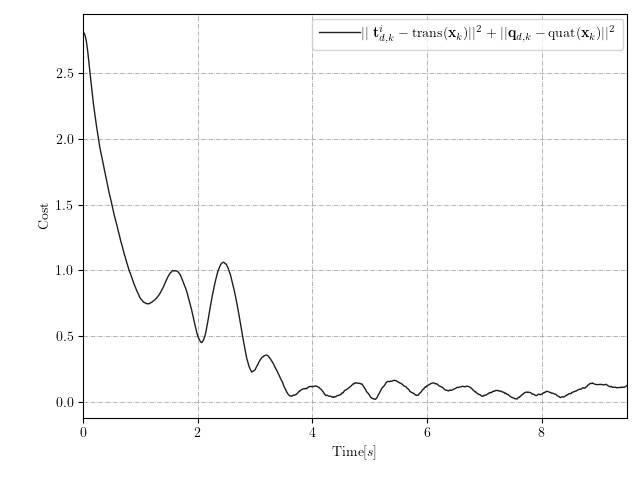 || t^i_{d,k} − trans(x_k)||^2 + ||q_{d,k} − quat(x_k)||^2
2.5
2.0
1.5
1.0
0.5
0.0
Cost
0 2 4 6 8
Time[s]